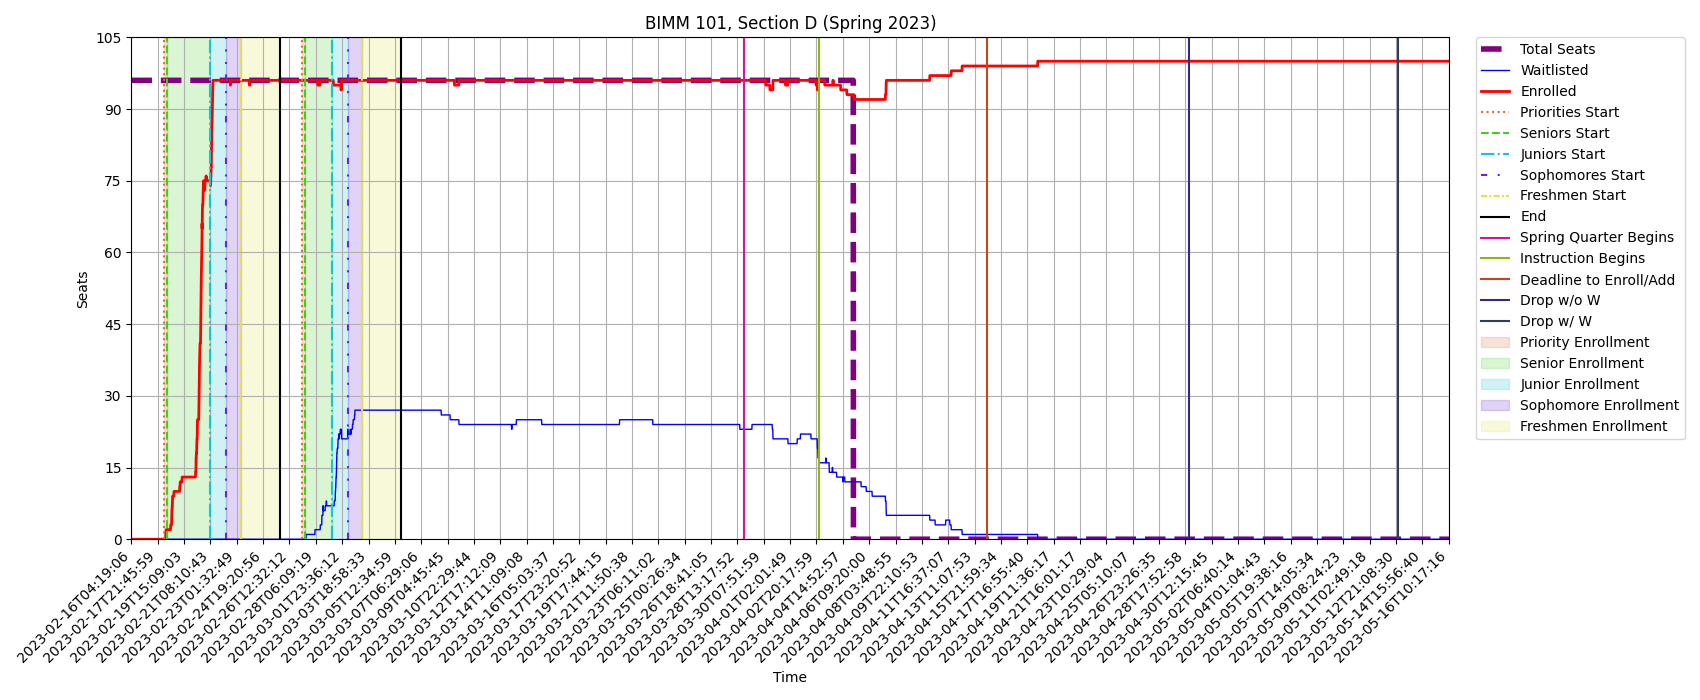 BIMM 101, Section D (Spring 2023)
Seats
105
90
75
60
45
30
15
0
2023-02-16T04:19:06
2023-02-17T21:45:59
2023-02-19T15:09:03
2023-02-21T08:10:43
2023-02-23T01:32:49
2023-02-24T19:20:56
2023-02-26T12:32:12
2023-02-28T06:09:19
2023-03-01T23:36:12
2023-03-03T18:58:33
2023-03-05T12:34:59
2023-03-07T06:29:06
2023-03-09T04:45:45
2023-03-10T22:29:44
2023-03-12T17:12:09
2023-03-14T11:09:08
2023-03-16T05:03:37
2023-03-17T23:20:52
2023-03-19T17:44:15
2023-03-21T11:50:38
2023-03-23T06:11:02
2023-03-25T00:26:34
2023-03-26T18:41:05
2023-03-28T13:17:52
2023-03-30T07:51:59
2023-04-01T02:01:49
2023-04-02T20:17:59
2023-04-04T14:52:57
2023-04-06T09:20:00
2023-04-08T03:48:55
2023-04-09T22:10:53
2023-04-11T16:37:07
2023-04-13T11:07:53
2023-04-15T21:59:34
2023-04-17T16:55:40
2023-04-19T11:36:17
2023-04-21T06:01:17
2023-04-23T10:29:04
2023-04-25T05:10:07
2023-04-26T23:26:35
2023-04-28T17:52:58
2023-04-30T12:15:45
2023-05-02T06:40:14
2023-05-04T01:04:43
2023-05-05T19:38:16
2023-05-07T14:05:34
2023-05-09T08:24:23
2023-05-11T02:49:18
2023-05-12T21:08:30
2023-05-14T15:56:40
2023-05-16T10:17:16
Time
Total Seats
Waitlisted
Enrolled
Priorities Start
Seniors Start
Juniors Start
Sophomores Start
Freshmen Start
End
Spring Quarter Begins
Instruction Begins
Deadline to Enroll/Add
Drop w/o W
Drop w/ W
Priority Enrollment
Senior Enrollment
Junior Enrollment
Sophomore Enrollment
Freshmen Enrollment